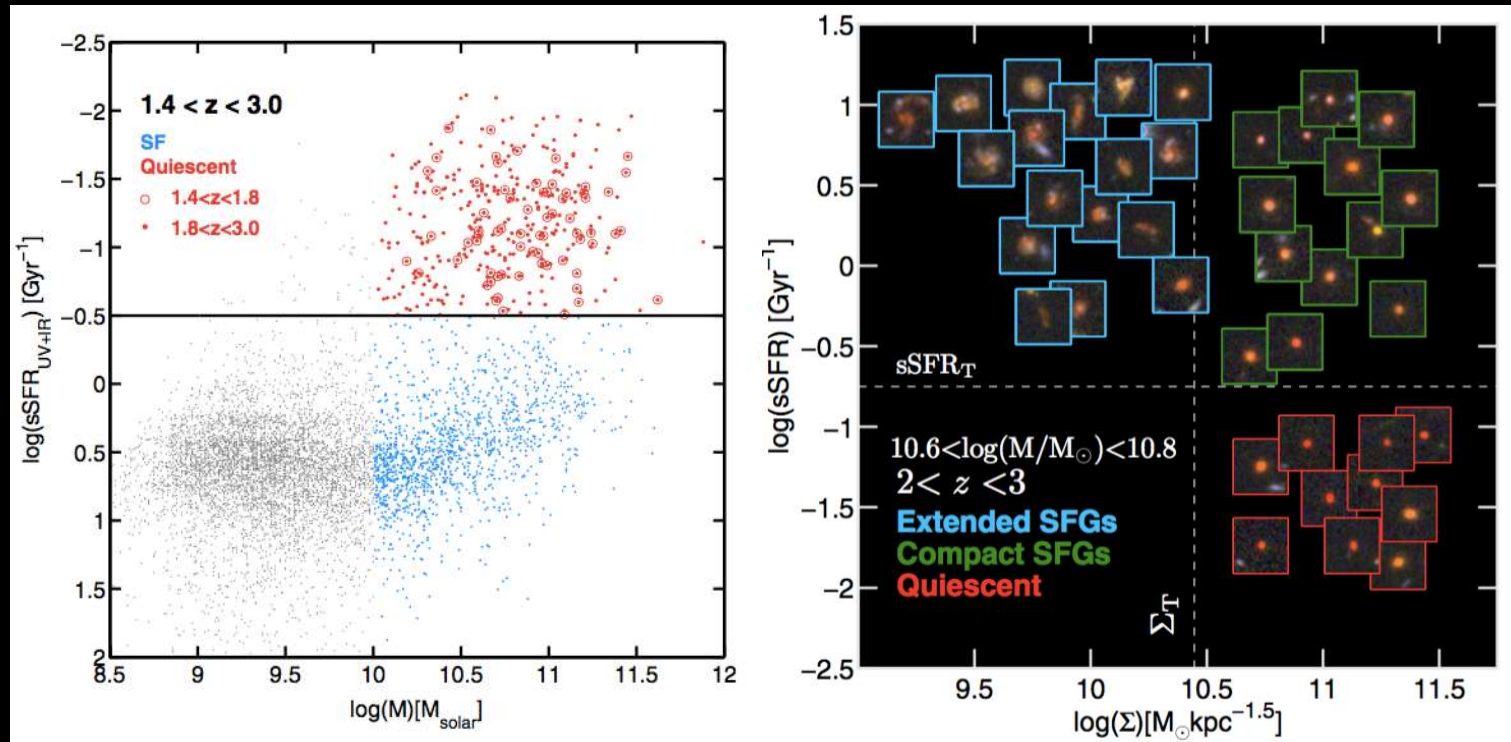 −2.5
−2
−1.5
−1
−0.5
0
0.5
1
1.5
2
log(sSFR_UV+IR) [Gyr⁻¹]
1.4 < z < 3.0
SF
Quiescent
1.4<z<1.8
1.8<z<3.0
8.5 9 9.5 10 10.5 11 11.5 12
log(M)[M_solar]
1.5
1
0.5
0
−0.5
−1
−1.5
−2
−2.5
log(sSFR) [Gyr⁻¹]
sSFR_T
10.6<log(M/M_⊙)<10.8
2< z <3
Extended SFGs
Compact SFGs
Quiescent
Σ_T
9.5 10 10.5 11 11.5
log(Σ)[M_⊙kpc⁻¹·⁵]